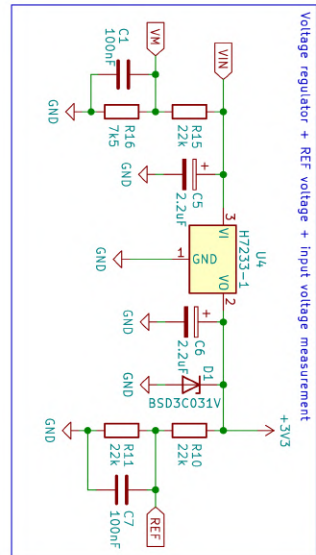 Voltage regulator + REF voltage + input voltage measurement
VIN
VM
R15
22k
C1
100nF
R16
7k5
GND
C5
2.2uF
GND
U4
H7233-1
3
VI
1
GND
VO
2
GND
C6
2.2uF
GND
D1
BSD3C031V
GND
+3V3
R10
22k
R11
22k
GND
C7
100nF
REF
+
+